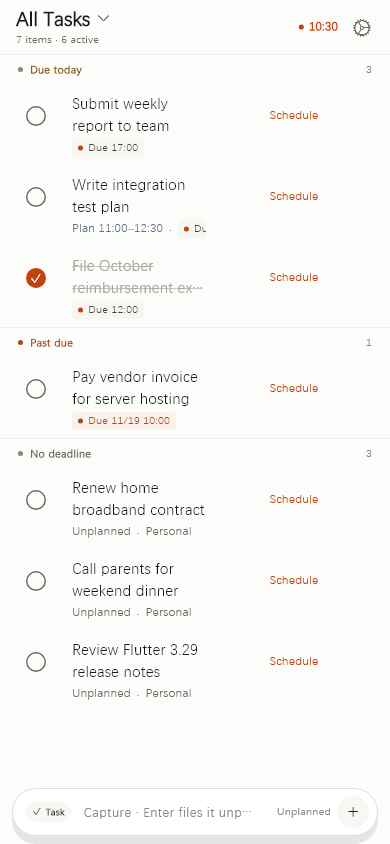 All Tasks
7 items · 6 active
10:30
Due today
3
Submit weekly
report to team
Schedule
Due 17:00
Write integration
test plan
Schedule
Plan 11:00–12:30 · Du
File October
reimbursement ex···
Schedule
Due 12:00
Past due
1
Pay vendor invoice
for server hosting
Schedule
Due 11/19 10:00
No deadline
3
Renew home
broadband contract
Schedule
Unplanned · Personal
Call parents for
weekend dinner
Schedule
Unplanned · Personal
Review Flutter 3.29
release notes
Schedule
Unplanned · Personal
Task
Capture · Enter files it unp···
Unplanned
+